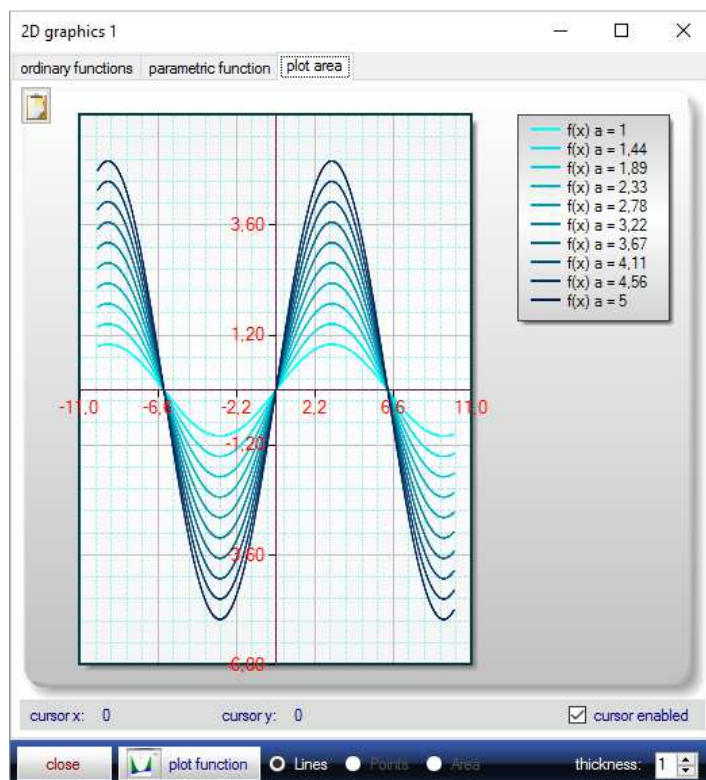 2D graphics 1
ordinary functions parametric function plot area
f(x) a = 1
f(x) a = 1,44
f(x) a = 1,89
f(x) a = 2,33
f(x) a = 2,78
f(x) a = 3,22
f(x) a = 3,67
f(x) a = 4,11
f(x) a = 4,56
f(x) a = 5
3,60
1,20
-11,0 -6,6 -2,2 2,2 6,6 11,0
-1,20
-3,60
-6,00
cursor x: 0 cursor y: 0 cursor enabled
close plot function Lines Points Area thickness: 1